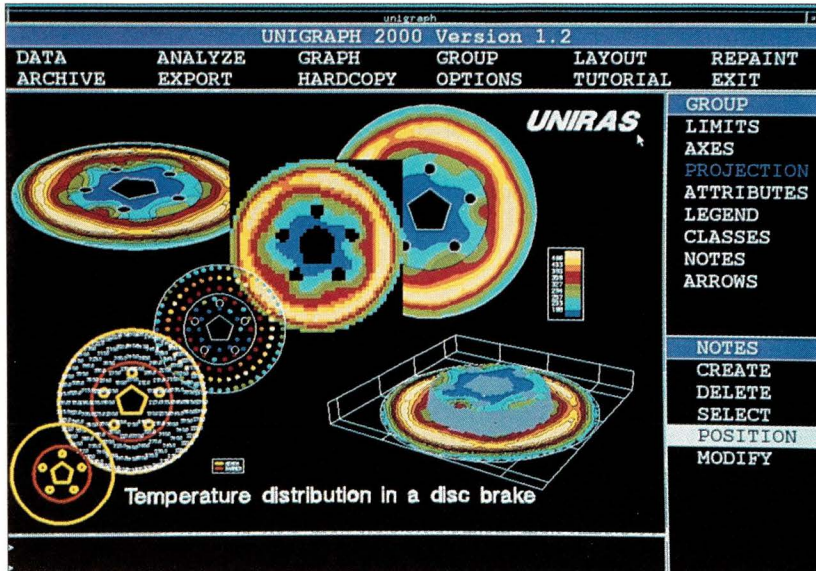 unigraph
UNIGRAPH 2000 Version 1.2
DATA ANALYZE GRAPH GROUP LAYOUT REPAINT
ARCHIVE EXPORT HARDCOPY OPTIONS TUTORIAL EXIT
UNIRAS
GROUP
LIMITS
AXES
PROJECTION
ATTRIBUTES
LEGEND
CLASSES
NOTES
ARROWS
NOTES
CREATE
DELETE
SELECT
POSITION
MODIFY
Temperature distribution in a disc brake